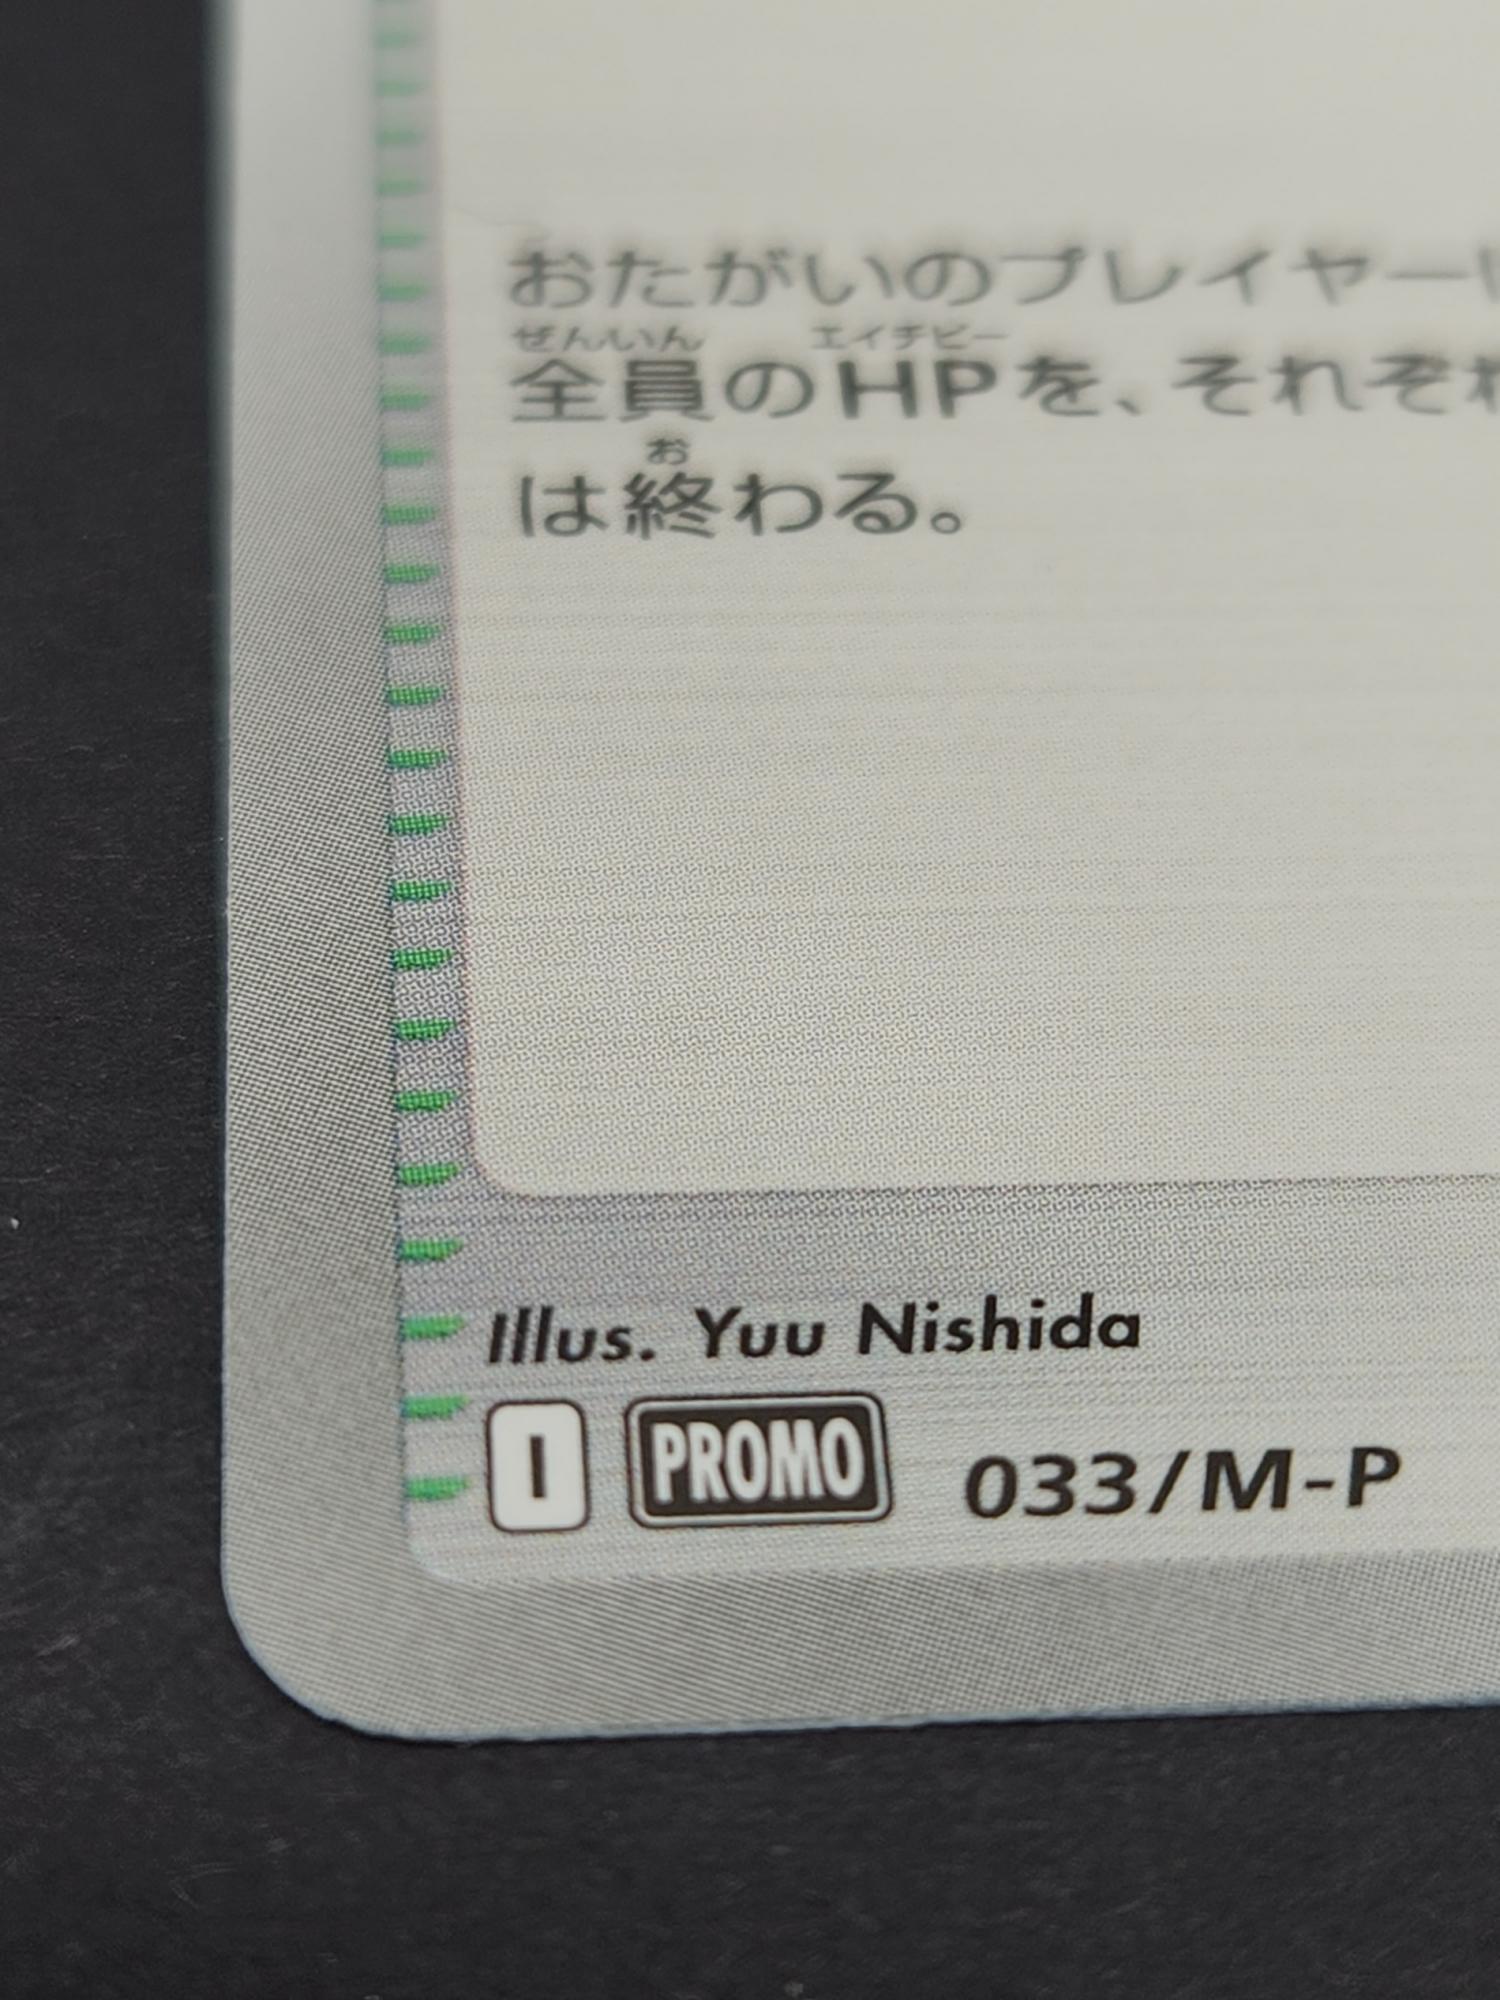 おたがいのプレイヤー
ぜんいん エイチピー
全員のHPを、それぞれ
お
は終わる。
Illus. Yuu Nishida
I PROMO 033/M-P